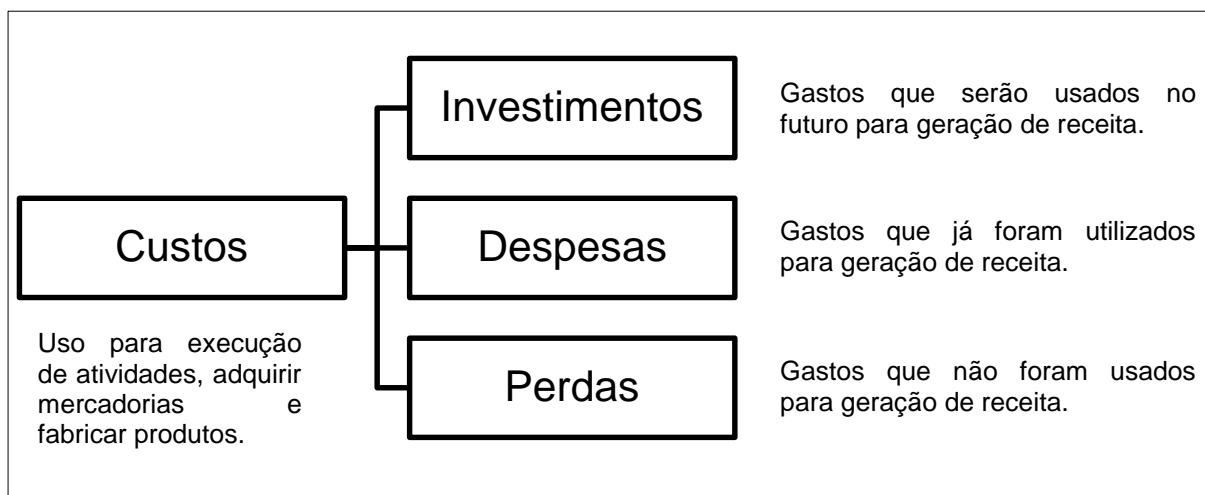 Investimentos
Gastos que serão usados no
futuro para geração de receita.
Custos
Uso para execução
de atividades, adquirir
mercadorias e
fabricar produtos.
Despesas
Gastos que já foram utilizados
para geração de receita.
Perdas
Gastos que não foram usados
para geração de receita.